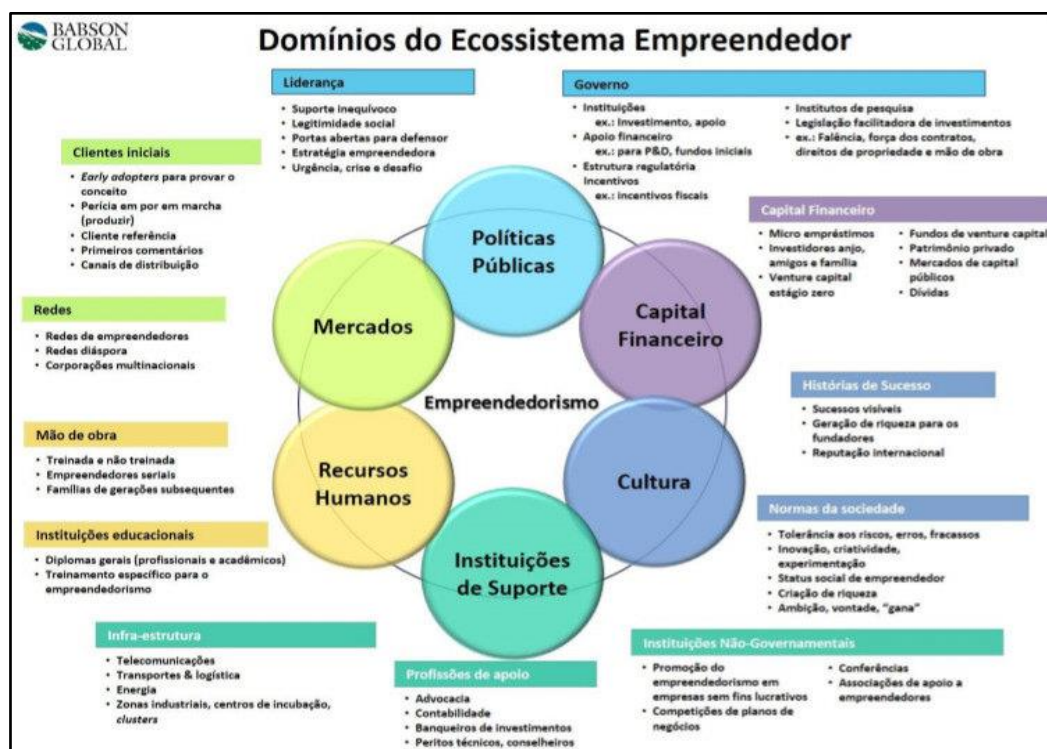 BABSON
GLOBAL
Domínios do Ecossistema Empreendedor
Liderança
• Suporte inequívoco
• Legitimidade social
• Portas abertas para defensor
• Estratégia empreendedora
• Urgência, crise e desafio
Governo
• Instituições
ex.: Investimento, apoio
• Apoio financeiro
ex.: para P&D, fundos iniciais
• Estrutura regulatória
Incentivos
ex.: incentivos fiscais
• Institutos de pesquisa
• Legislação facilitadora de investimentos
• ex.: Falência, força dos contratos,
direitos de propriedade e mão de obra
Clientes iniciais
• Early adopters para provar o
conceito
• Perícia em por em marcha
(produzir)
• Cliente referência
• Primeiros comentários
• Canais de distribuição
Capital Financeiro
• Micro empréstimos
• Investidores anjo,
amigos e família
• Venture capital
estágio zero
• Fundos de venture capital
• Patrimônio privado
• Mercados de capital
públicos
• Dívidas
Redes
• Redes de empreendedores
• Redes diáspora
• Corporações multinacionais
Políticas
Públicas
Mercados
Capital
Financeiro
Empreendedorismo
Recursos
Humanos
Cultura
Instituições
de Suporte
Histórias de Sucesso
• Sucessos visíveis
• Geração de riqueza para os
fundadores
• Reputação internacional
Mão de obra
• Treinada e não treinada
• Empreendedores seriais
• Famílias de gerações subsequentes
Normas da sociedade
• Tolerância aos riscos, erros, fracassos
• Inovação, criatividade,
experimentação
• Status social de empreendedor
• Criação de riqueza
• Ambição, vontade, “gana”
Instituições educacionais
• Diplomas gerais (profissionais e acadêmicos)
• Treinamento específico para o
empreendedorismo
Infra-estrutura
• Telecomunicações
• Transportes & logística
• Energia
• Zonas industriais, centros de incubação,
clusters
Profissões de apoio
• Advocacia
• Contabilidade
• Banqueiros de investimentos
• Peritos técnicos, conselheiros
Instituições Não-Governamentais
• Promoção do
empreendedorismo em
empresas sem fins lucrativos
• Competições de planos de
negócios
• Conferências
• Associações de apoio a
empreendedores